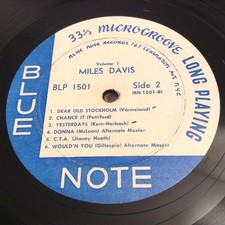 33⅓ MICROGROOVE LONG PLAYING
BLUE NOTE RECORDS 767 LEXINGTON AVE NYC
Volume 1
MILES DAVIS
BLP 1501
Side 2
(BN 1501-B)
1. DEAR OLD STOCKHOLM (Varmeland)
2. CHANCE IT (Pettiford)
3. YESTERDAYS (Kern-Harbach)
4. DONNA (McLean) Alternate Master
5. C.T.A. (Jimmy Heath)
6. WOULD'N YOU (Gillespie) Alternate Master
BLUE
NOTE